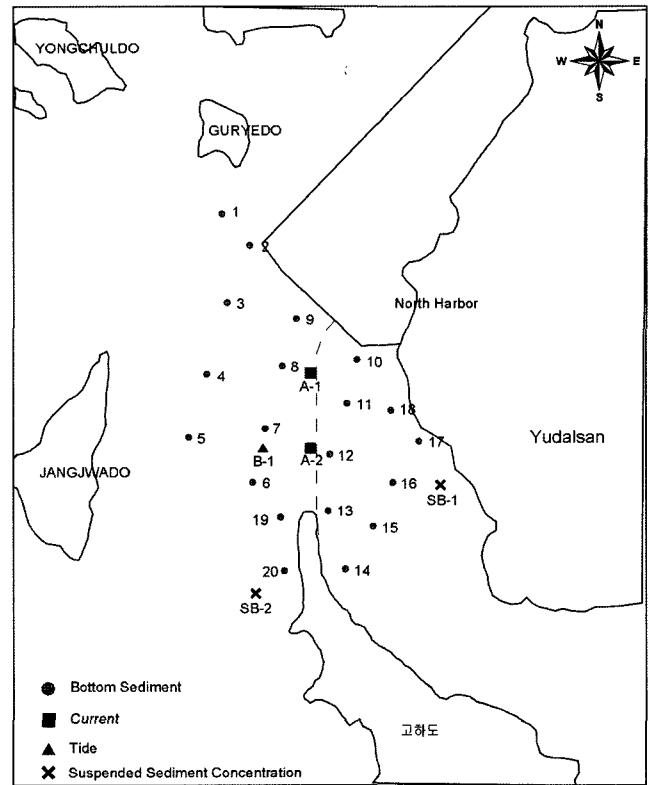 YONGCHULDO
N
W E
S
GURYEDO
1
2
3
North Harbor
9
8
10
4
A-1
11
18
7
5
17
Yudalsan
B-1
A-2
12
JANGJWADO
6
16
SB-1
19
13
15
20
14
SB-2
Bottom Sediment
Current
Tide
고하도
Suspended Sediment Concentration